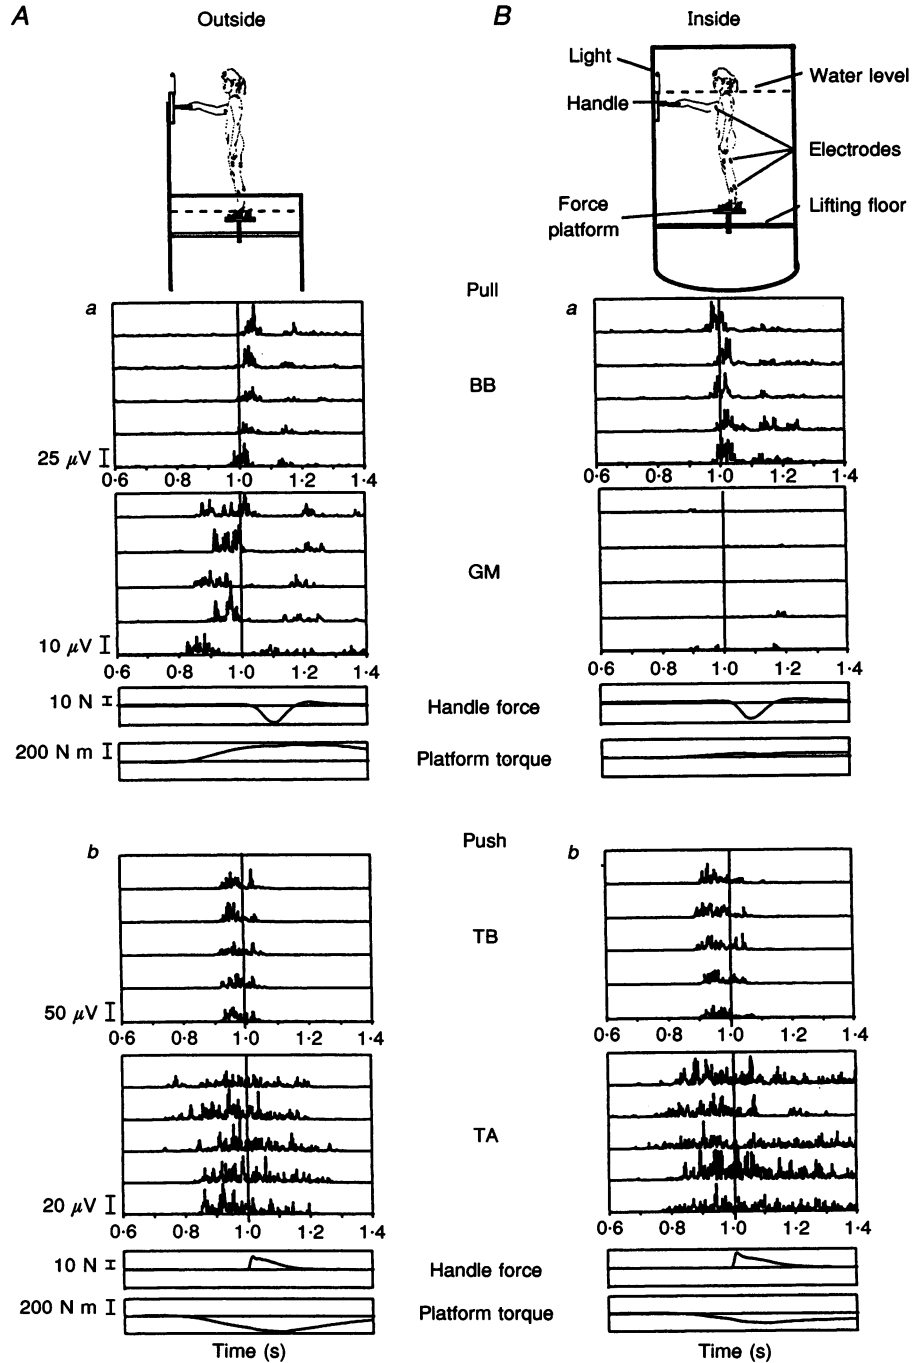 A
Outside
B
Inside
Light
Water level
Handle
Electrodes
Force
platform
Lifting floor
Pull
a
a
BB
25 μV
0·6 0·8 1·0 1·2 1·4
0·6 0·8 1·0 1·2 1·4
GM
10 μV
0·6 0·8 1·0 1·2 1·4
0·6 0·8 1·0 1·2 1·4
10 N
Handle force
200 N m
Platform torque
Push
b
b
TB
50 μV
0·6 0·8 1·0 1·2 1·4
0·6 0·8 1·0 1·2 1·4
TA
20 μV
0·6 0·8 1·0 1·2 1·4
0·6 0·8 1·0 1·2 1·4
10 N
Handle force
200 N m
Platform torque
Time (s)
Time (s)